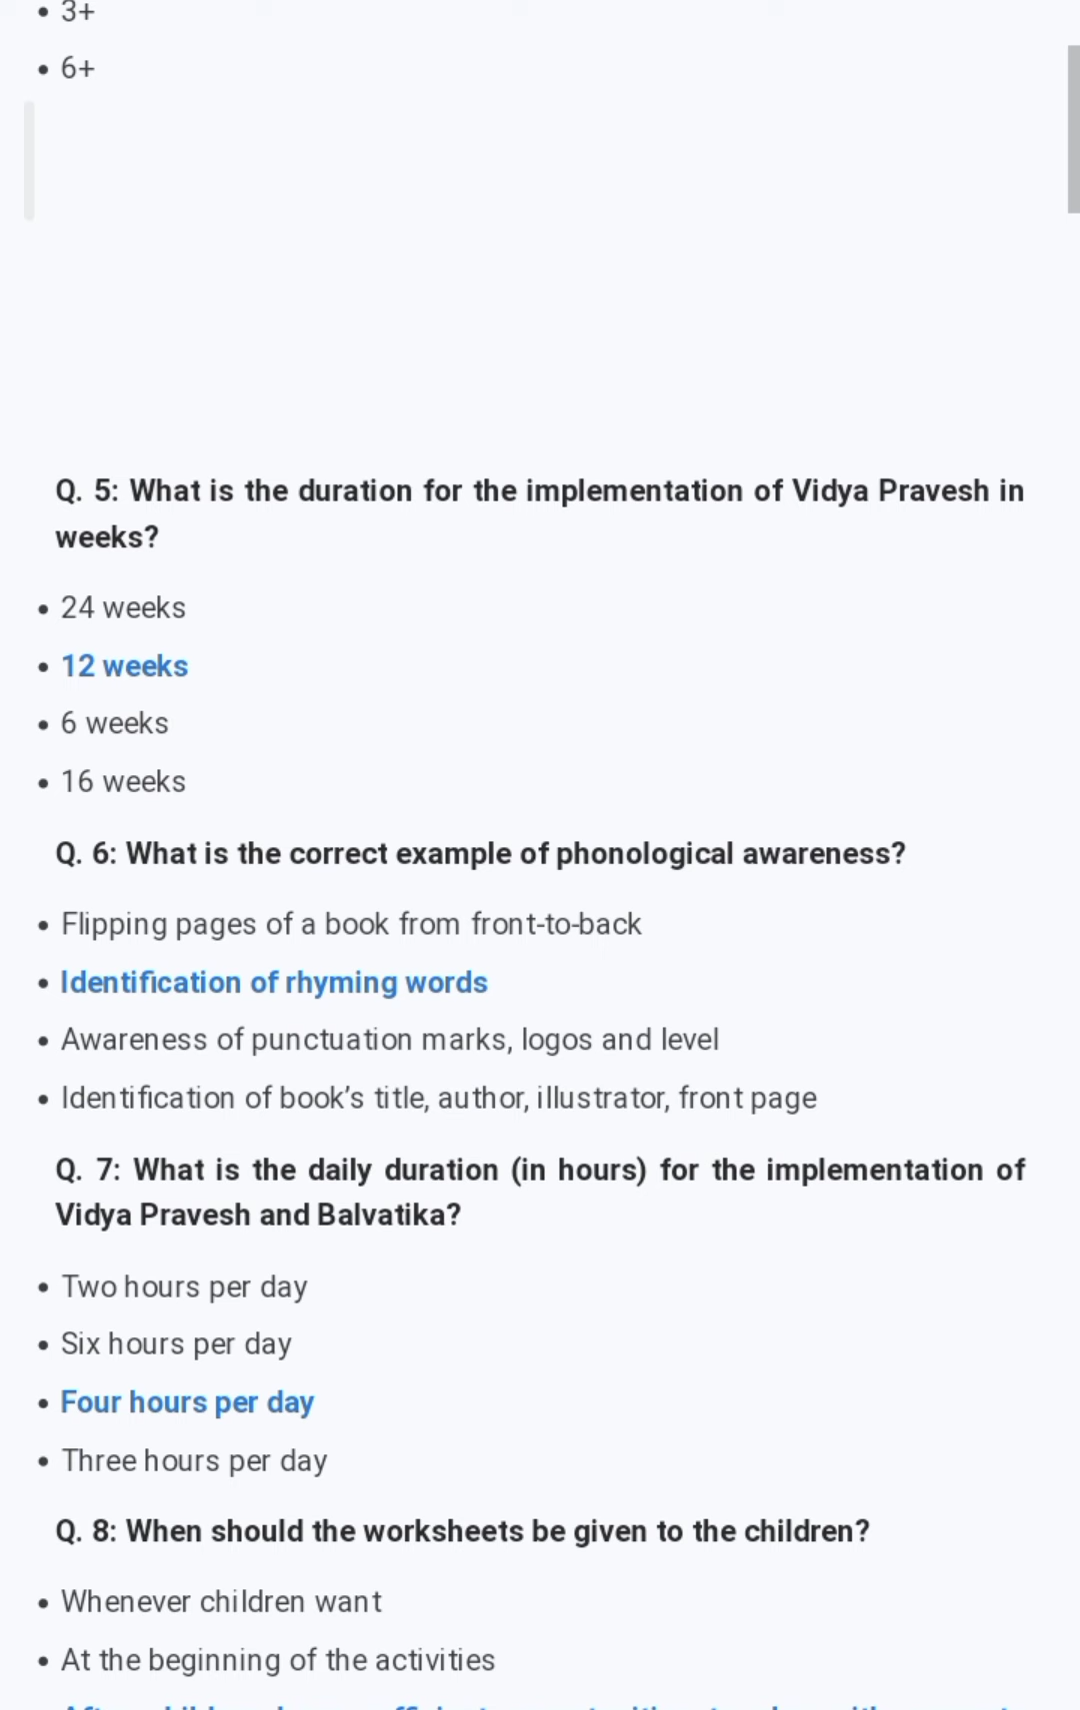 • 3+
• 6+
Q. 5: What is the duration for the implementation of Vidya Pravesh in
weeks?
• 24 weeks
• 12 weeks
• 6 weeks
• 16 weeks
Q. 6: What is the correct example of phonological awareness?
• Flipping pages of a book from front-to-back
• Identification of rhyming words
• Awareness of punctuation marks, logos and level
• Identification of book’s title, author, illustrator, front page
Q. 7: What is the daily duration (in hours) for the implementation of
Vidya Pravesh and Balvatika?
• Two hours per day
• Six hours per day
• Four hours per day
• Three hours per day
Q. 8: When should the worksheets be given to the children?
• Whenever children want
• At the beginning of the activities